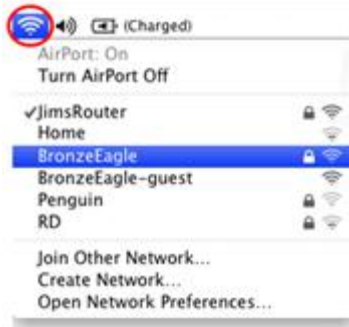 (Charged)
AirPort: On
Turn AirPort Off
✓JimsRouter
Home
BronzeEagle
BronzeEagle-guest
Penguin
RD
Join Other Network...
Create Network...
Open Network Preferences...